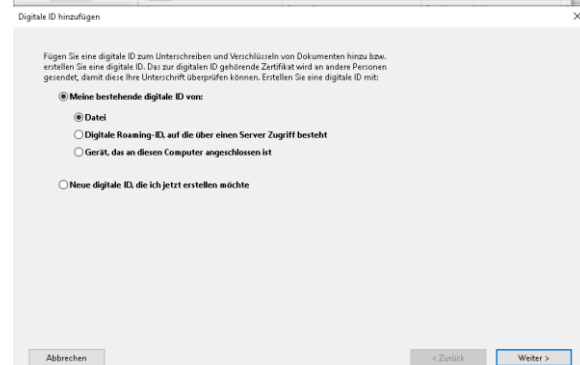 Digitale ID hinzufügen
Fügen Sie eine digitale ID zum Unterschreiben und Verschlüsseln von Dokumenten hinzu bzw.
erstellen Sie eine digitale ID. Das zur digitalen ID gehörende Zertifikat wird an andere Personen
gesendet, damit diese Ihre Unterschrift überprüfen können. Erstellen Sie eine digitale ID mit:
Meine bestehende digitale ID von:
Datei
Digitale Roaming-ID, auf die über einen Server Zugriff besteht
Gerät, das an diesen Computer angeschlossen ist
Neue digitale ID, die ich jetzt erstellen möchte
Abbrechen
< Zurück
Weiter >